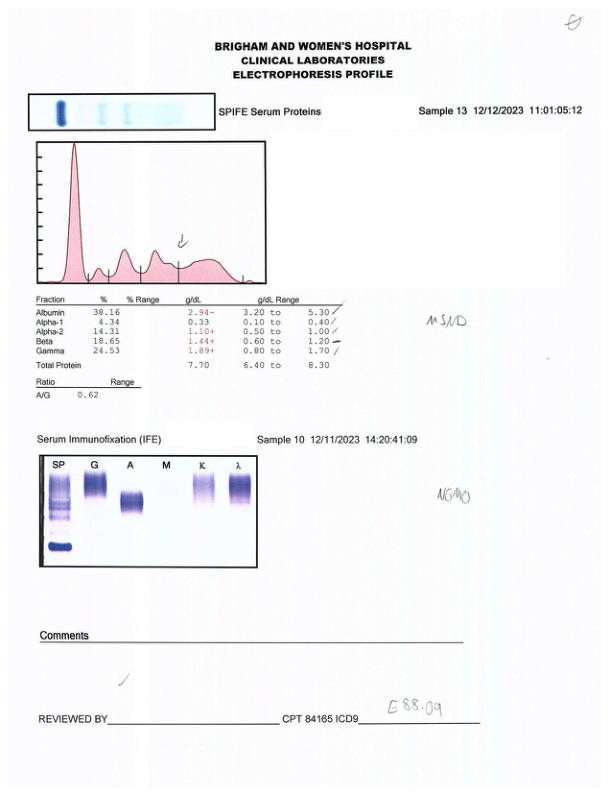 BRIGHAM AND WOMEN'S HOSPITAL
CLINICAL LABORATORIES
ELECTROPHORESIS PROFILE
SPIFE Serum Proteins Sample 13 12/12/2023 11:01:05:12
Fraction % % Range g/dL g/dL Range
Albumin 38.16 2.94- 3.20 to 5.30
Alpha-1 4.34 0.33 0.10 to 0.40
Alpha-2 14.31 1.10+ 0.50 to 1.00
Beta 18.65 1.44+ 0.60 to 1.20
Gamma 24.53 1.89+ 0.80 to 1.70
Total Protein 7.70 6.40 to 8.30
MSND
Ratio Range
A/G 0.62
Serum Immunofixation (IFE) Sample 10 12/11/2023 14:20:41:09
SP G A M K λ
Comments
E88.09
REVIEWED BY CPT 84165 ICD9